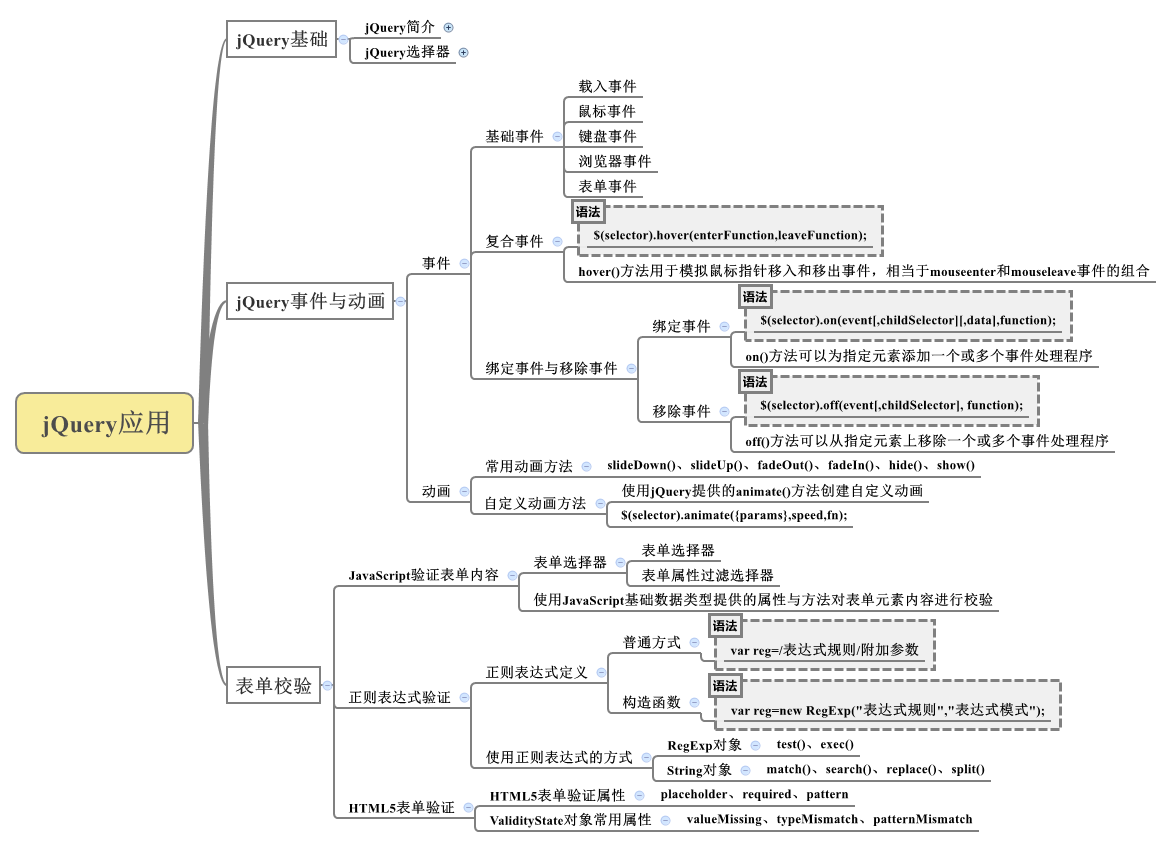 jQuery应用
jQuery基础
jQuery简介
jQuery选择器
jQuery事件与动画
事件
基础事件
载入事件
鼠标事件
键盘事件
浏览器事件
表单事件
复合事件
语法
$(selector).hover(enterFunction,leaveFunction);
hover()方法用于模拟鼠标指针移入和移出事件，相当于mouseenter和mouseleave事件的组合
绑定事件与移除事件
绑定事件
语法
$(selector).on(event[,childSelector][,data],function);
on()方法可以为指定元素添加一个或多个事件处理程序
移除事件
语法
$(selector).off(event[,childSelector], function);
off()方法可以从指定元素上移除一个或多个事件处理程序
动画
常用动画方法
slideDown()、slideUp()、fadeOut()、fadeIn()、hide()、show()
自定义动画方法
使用jQuery提供的animate()方法创建自定义动画
$(selector).animate({params},speed,fn);
表单校验
JavaScript验证表单内容
表单选择器
表单选择器
表单属性过滤选择器
使用JavaScript基础数据类型提供的属性与方法对表单元素内容进行校验
正则表达式验证
正则表达式定义
普通方式
语法
var reg=/表达式规则/附加参数
构造函数
语法
var reg=new RegExp("表达式规则","表达式模式");
使用正则表达式的方式
RegExp对象
test()、exec()
String对象
match()、search()、replace()、split()
HTML5表单验证
HTML5表单验证属性
placeholder、required、pattern
ValidityState对象常用属性
valueMissing、typeMismatch、patternMismatch